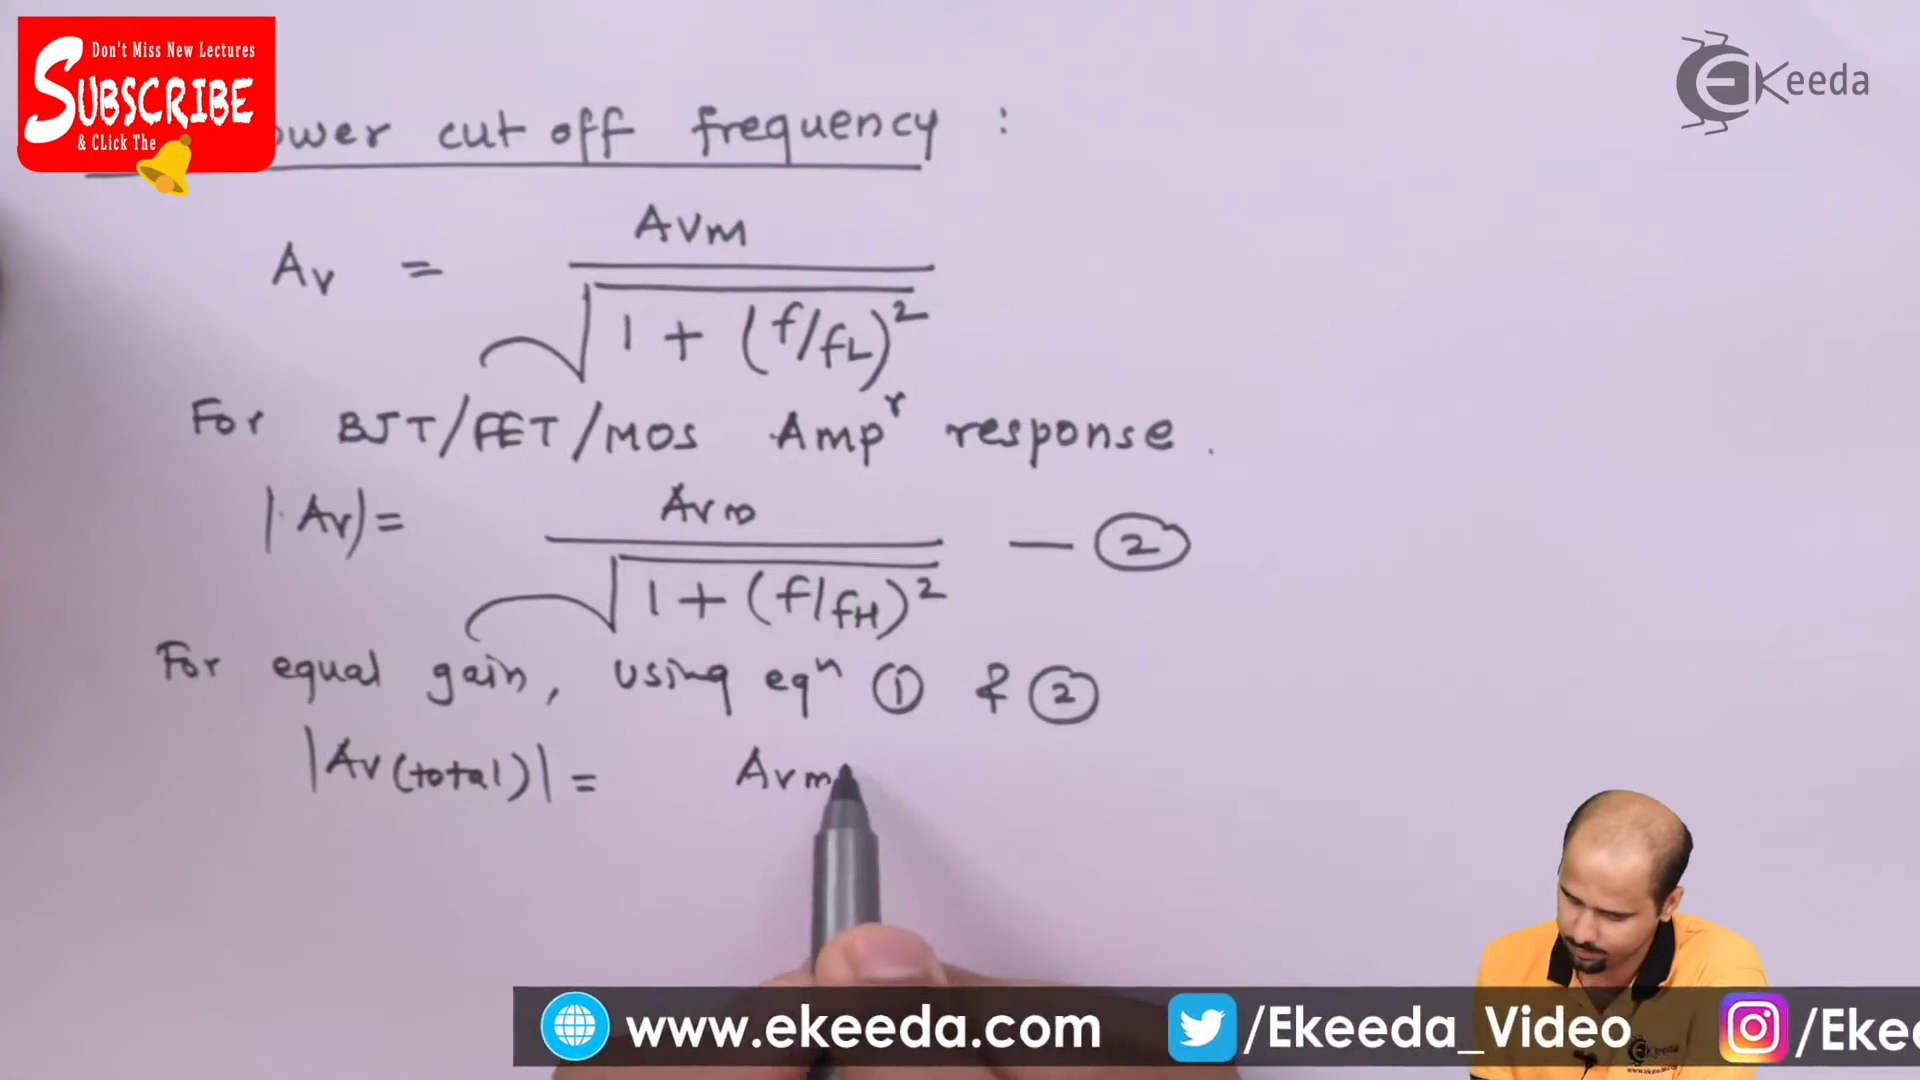 Don't Miss New Lectures
SUBSCRIBE
& CLick The
Keeda
ower cut off frequency :
Av = Avm / √1 + (f/fL)²
For BJT/FET/MOS Ampʳ response.
|Av| = Avm / √1 + (f/fH)² — ②
For equal gain, using eqⁿ ① & ②
|Av(total)| = Avm
www.ekeeda.com /Ekeeda_Video /Eke